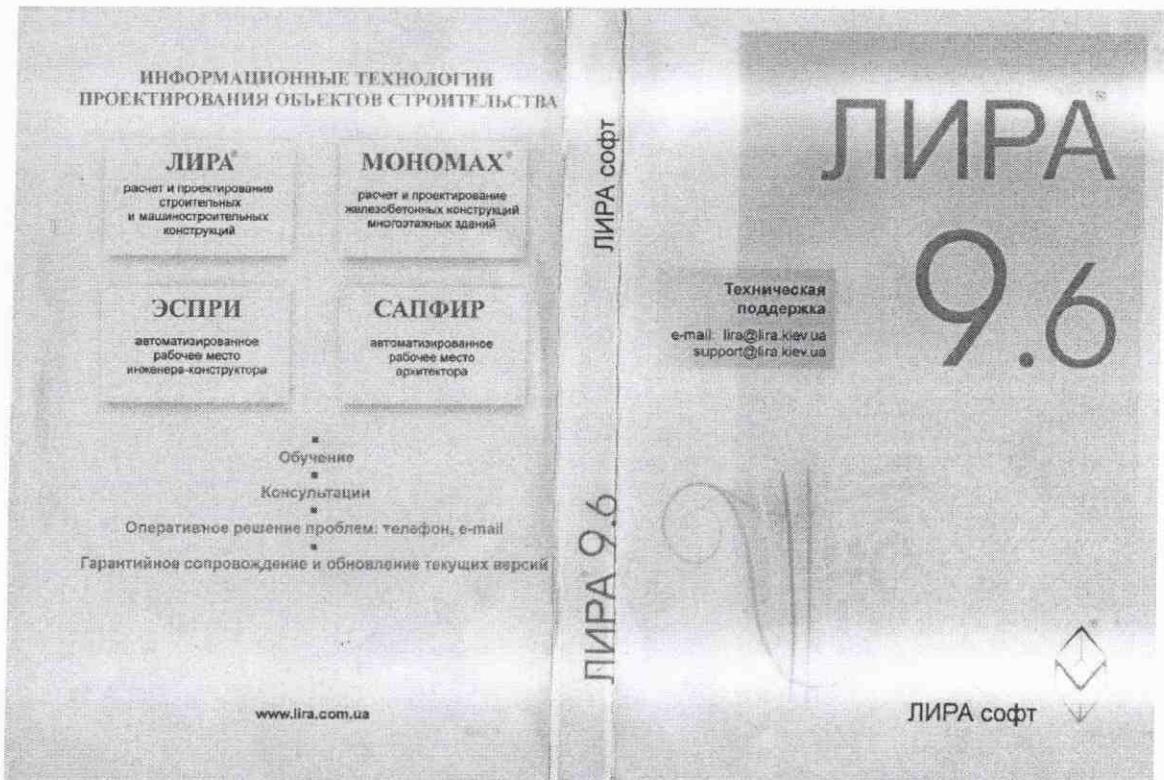 ИНФОРМАЦИОННЫЕ ТЕХНОЛОГИИ
ПРОЕКТИРОВАНИЯ ОБЪЕКТОВ СТРОИТЕЛЬСТВА
ЛИРА®
расчет и проектирование
строительных
и машиностроительных
конструкций
МОНОМАХ®
расчет и проектирование
железобетонных конструкций
многоэтажных зданий
ЭСПРИ
автоматизированное
рабочее место
инженера-конструктора
САПФИР
автоматизированное
рабочее место
архитектора
Обучение
Консультации
Оперативное решение проблем: телефон, e-mail
Гарантийное сопровождение и обновление текущих версий
www.lira.com.ua
ЛИРА софт
ЛИРА® 9.6
ЛИРА®
9.6
Техническая
поддержка
e-mail: lira@lira.kiev.ua
support@lira.kiev.ua
ЛИРА софт